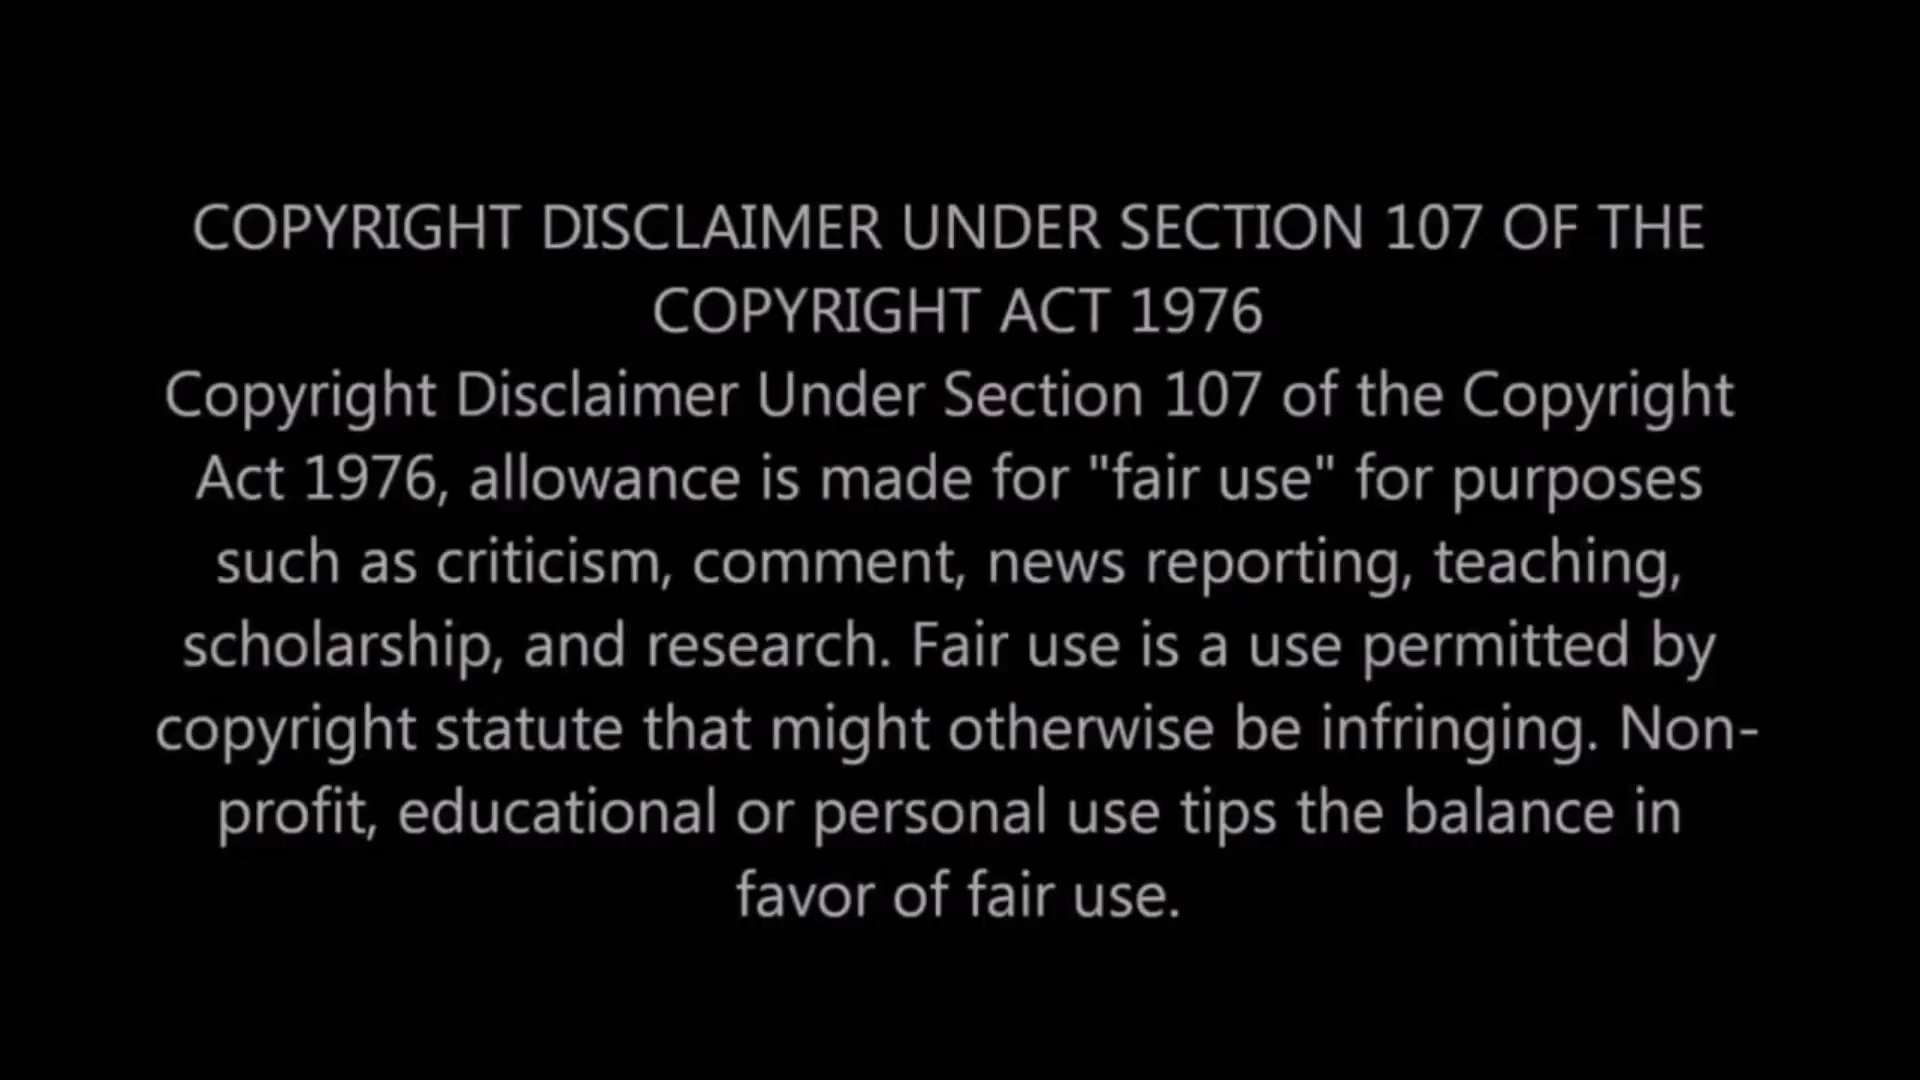 COPYRIGHT DISCLAIMER UNDER SECTION 107 OF THE
COPYRIGHT ACT 1976
Copyright Disclaimer Under Section 107 of the Copyright
Act 1976, allowance is made for "fair use" for purposes
such as criticism, comment, news reporting, teaching,
scholarship, and research. Fair use is a use permitted by
copyright statute that might otherwise be infringing. Non-
profit, educational or personal use tips the balance in
favor of fair use.